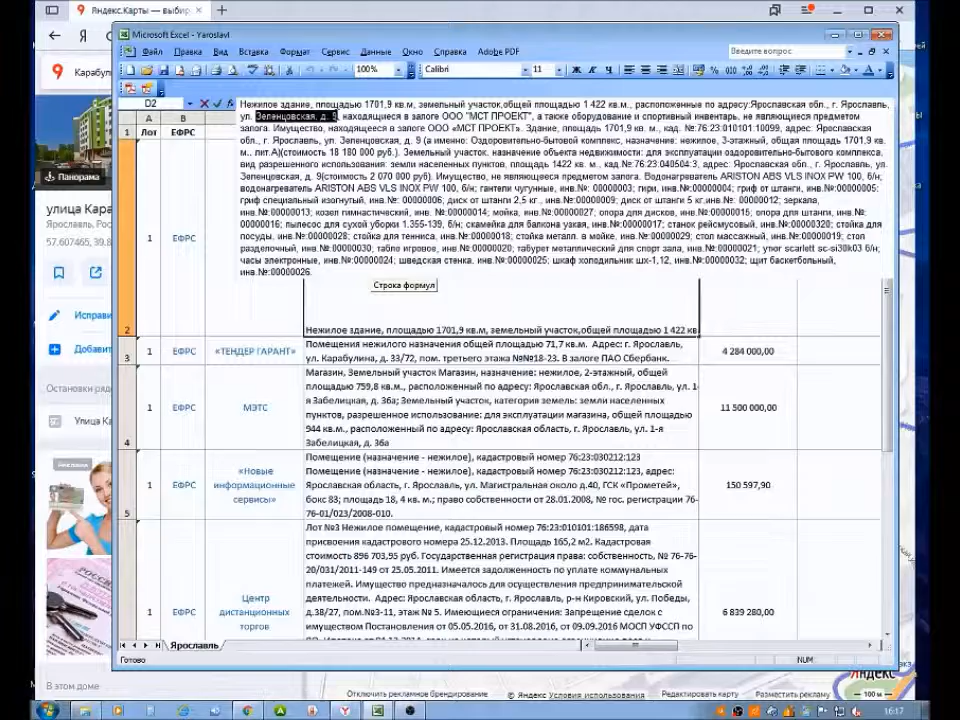 Яндекс.Карты — выбир
Карабул
Панорама
улица Кара
Ярославль, Рос
57.607465, 39.8
Исправи
Добавит
Остановки ряд
Улица Ка
Реклама
В этом доме
Microsoft Excel - Yaroslavl
Файл Правка Вид Вставка Формат Сервис Данные Окно Справка Adobe PDF
Введите вопрос
100%
Calibri
11
Ж К Ч
D2
Нежилое здание, площадью 1701,9 кв.м, земельный участок,общей площадью 1 422 кв.м., расположенные по адресу:Ярославская обл., г. Ярославль,
ул. Зеленцовская, д. 9, находящиеся в залоге ООО "МСТ ПРОЕКТ", а также оборудование и спортивный инвентарь, не являющиеся предметом
залога. Имущество, находящееся в залоге ООО «МСТ ПРОЕКТ». Здание, площадь 1701,9 кв. м., кад. №:76:23:010101:10099, адрес: Ярославская
обл., г. Ярославль, ул. Зеленцовская, д. 9 (а именно: Оздоровительно-бытовой комплекс, назначение: нежилое, 3-этажный, общая площадь 1701,9 кв.
м., лит.А)(стоимость 18 180 000 руб.). Земельный участок, назначение объекта недвижимости: для эксплуатации оздоровительно-бытового комплекса,
вид разрешенного использования: земли населенных пунктов, площадь 1422 кв. м., кад.№:76:23:040504:3, адрес: Ярославская обл., г. Ярославль, ул.
Зеленцовская, д. 9(стоимость 2 070 000 руб). Имущество, не являющееся предметом залога. Водонагреватель ARISTON ABS VLS INOX PW 100, б/н;
водонагреватель ARISTON ABS VLS INOX PW 100, б/н; гантели чугунные, инв.№: 00000003; гири, инв.№:00000004; гриф от штанги, инв.№:00000005:
гриф специальный изогнутый, инв.№: 00000006; диск от штанги 2,5 кг., инв.№:00000009; диск от штанги 5 кг.инв.№: 00000012; зеркала,
инв.№:00000013; козел гимнастический, инв.№:00000014; мойка, инв.№:00000027; опора для дисков, инв.№:00000015; опора для штанги, инв.№:
00000016; пылесос для сухой уборки 1.355-139, б/н; скамейка для балкона узкая, инв.№:00000017; станок рейсмусовый, инв.№:00000320; стойка для
посуды. инв.№:00000028; стойка для тенниса, инв.№:00000018; стойка металл. в мойке, инв.№:00000029; стол массажный, инв.№:00000019; стол
разделочный, инв.№:00000030; табло игровое, инв.№:00000020; табурет металлический для спорт зала, инв.№:00000021; утюг scarlett sc-si30k03 б/н;
часы электронные, инв.№:00000024; шведская стенка. инв.№:00000025; шкаф холодильник шх-1,12, инв.№:00000032; щит баскетбольный,
инв.№:00000026.
Строка формул
A B
1 Лот ЕФРС
1 ЕФРС
2 Нежилое здание, площадью 1701,9 кв.м, земельный участок,общей площадью 1 422 кв.
Помещения нежилого назначения общей площадью 71,7 кв.м. Адрес: г. Ярославль,
1 ЕФРС «ТЕНДЕР ГАРАНТ» 4 284 000,00
3 ул. Карабулина, д. 33/72, пом. третьего этажа №№18-23. В залоге ПАО Сбербанк.
Магазин, Земельный участок Магазин, назначение: нежилое, 2-этажный, общей
площадью 759,8 кв.м., расположенный по адресу: Ярославская обл., г. Ярославль, ул. 1-
я Забелицкая, д. 36а; Земельный участок, категория земель: земли населенных
1 ЕФРС МЭТС 11 500 000,00
пунктов, разрешенное использование: для эксплуатации магазина, общей площадью
944 кв.м., расположенный по адресу: Ярославская область, г. Ярославль, ул. 1-я
4 Забелицкая, д. 36а
Помещение (назначение - нежилое), кадастровый номер 76:23:030212:123
Помещение (назначение - нежилое), кадастровый номер 76:23:030212:123, адрес:
1 ЕФРС «Новые информационные сервисы» 150 597,90
Ярославская область, г. Ярославль, ул. Магистральная около д.40, ГСК «Прометей»,
бокс 83; площадь 18, 4 кв. м.; право собственности от 28.01.2008, № гос. регистрации 76-
5 76-01/023/2008-010.
Лот №3 Нежилое помещение, кадастровый номер 76:23:010101:186598, дата
присвоения кадастрового номера 25.12.2013. Площадь 165,2 м2. Кадастровая
стоимость 896 703,95 руб. Государственная регистрация права: собственность, № 76-76-
20/031/2011-149 от 25.05.2011. Имеется задолженность по уплате коммунальных
платежей. Имущество предназначалось для осуществления предпринимательской
деятельности. Адрес: Ярославская область, г. Ярославль, р-н Кировский, ул. Победы,
1 ЕФРС Центр дистанционных торгов 6 839 280,00
д.38/27, пом.№3-11, этаж № 5. Имеющиеся ограничения: Запрещение сделок с
имуществом Постановления от 05.05.2016, от 31.08.2016, от 09.09.2016 МОСП УФССП по
Ярославль
Готово
NUM
Отключить рекламное брендирование
© Яндекс Условия использования
Редактировать карту
Разместить рекламу
Яндекс
100 м
16:17